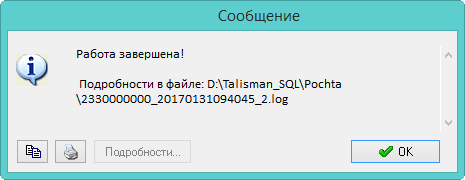 Сообщение
Работа завершена!
Подробности в файле: D:\Talisman_SQL\Pochta
\2330000000_20170131094045_2.log
Подробности...
OK